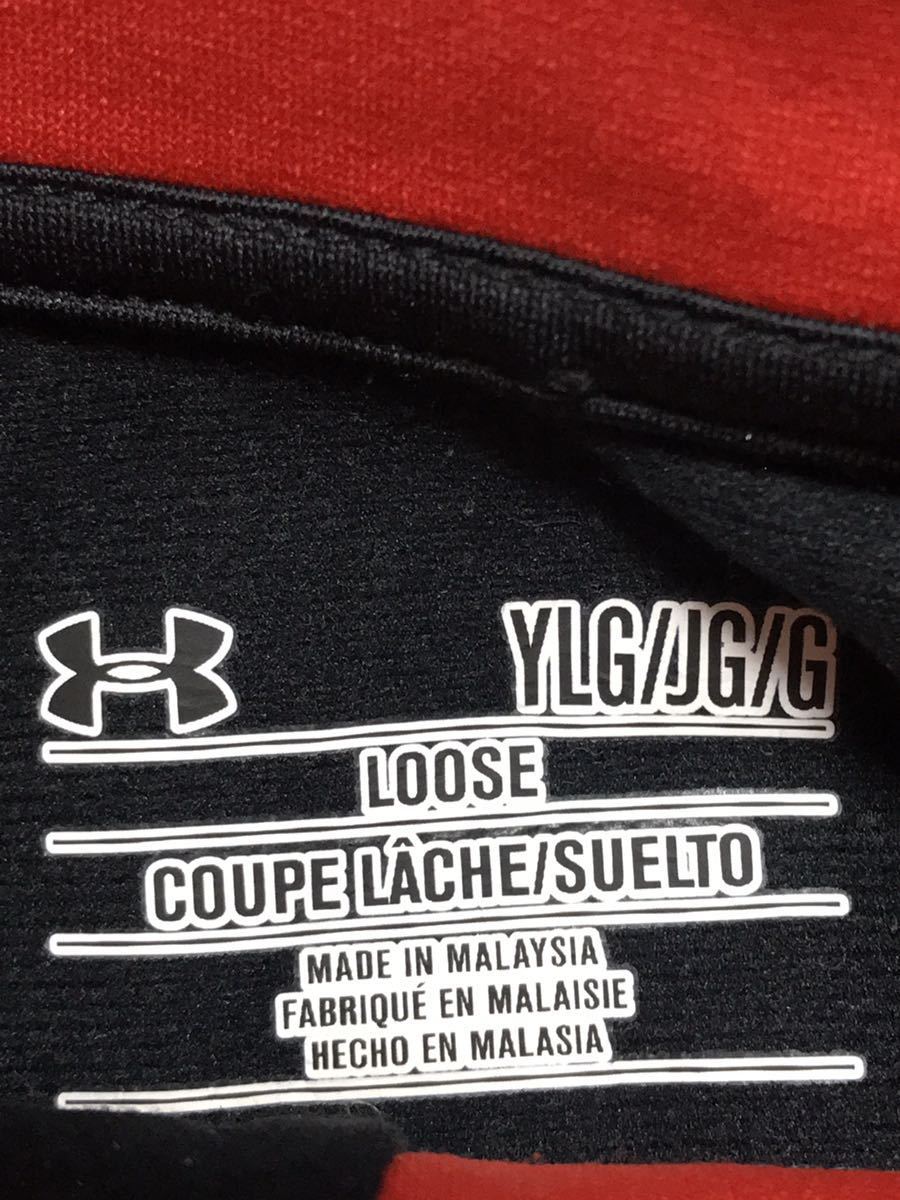 YLG/JG/G
LOOSE
COUPE LÂCHE/SUELTO
MADE IN MALAYSIA
FABRIQUÉ EN MALAISIE
HECHO EN MALASIA